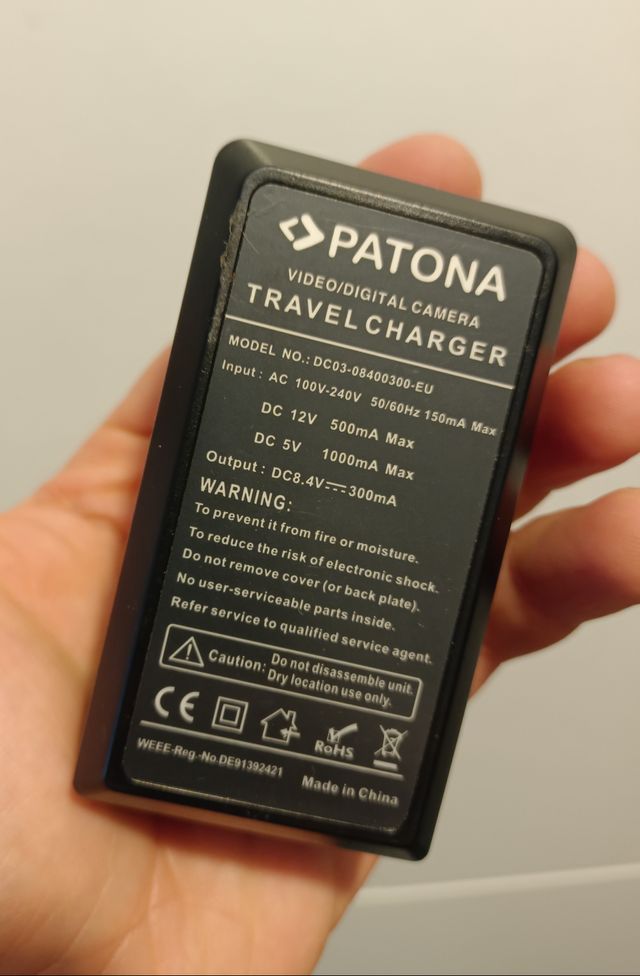 PATONA
VIDEO/DIGITAL CAMERA
TRAVEL CHARGER
MODEL NO.: DC03-08400300-EU
Input : AC 100V-240V 50/60Hz 150mA Max
DC 12V 500mA Max
DC 5V 1000mA Max
Output : DC8.4V⎓300mA
WARNING:
To prevent it from fire or moisture.
To reduce the risk of electronic shock.
Do not remove cover (or back plate).
No user-serviceable parts inside.
Refer service to qualified service agent.
Caution: Do not disassemble unit.
Dry location use only.
CE
RoHS
WEEE-Reg.-No.DE91392421
Made in China